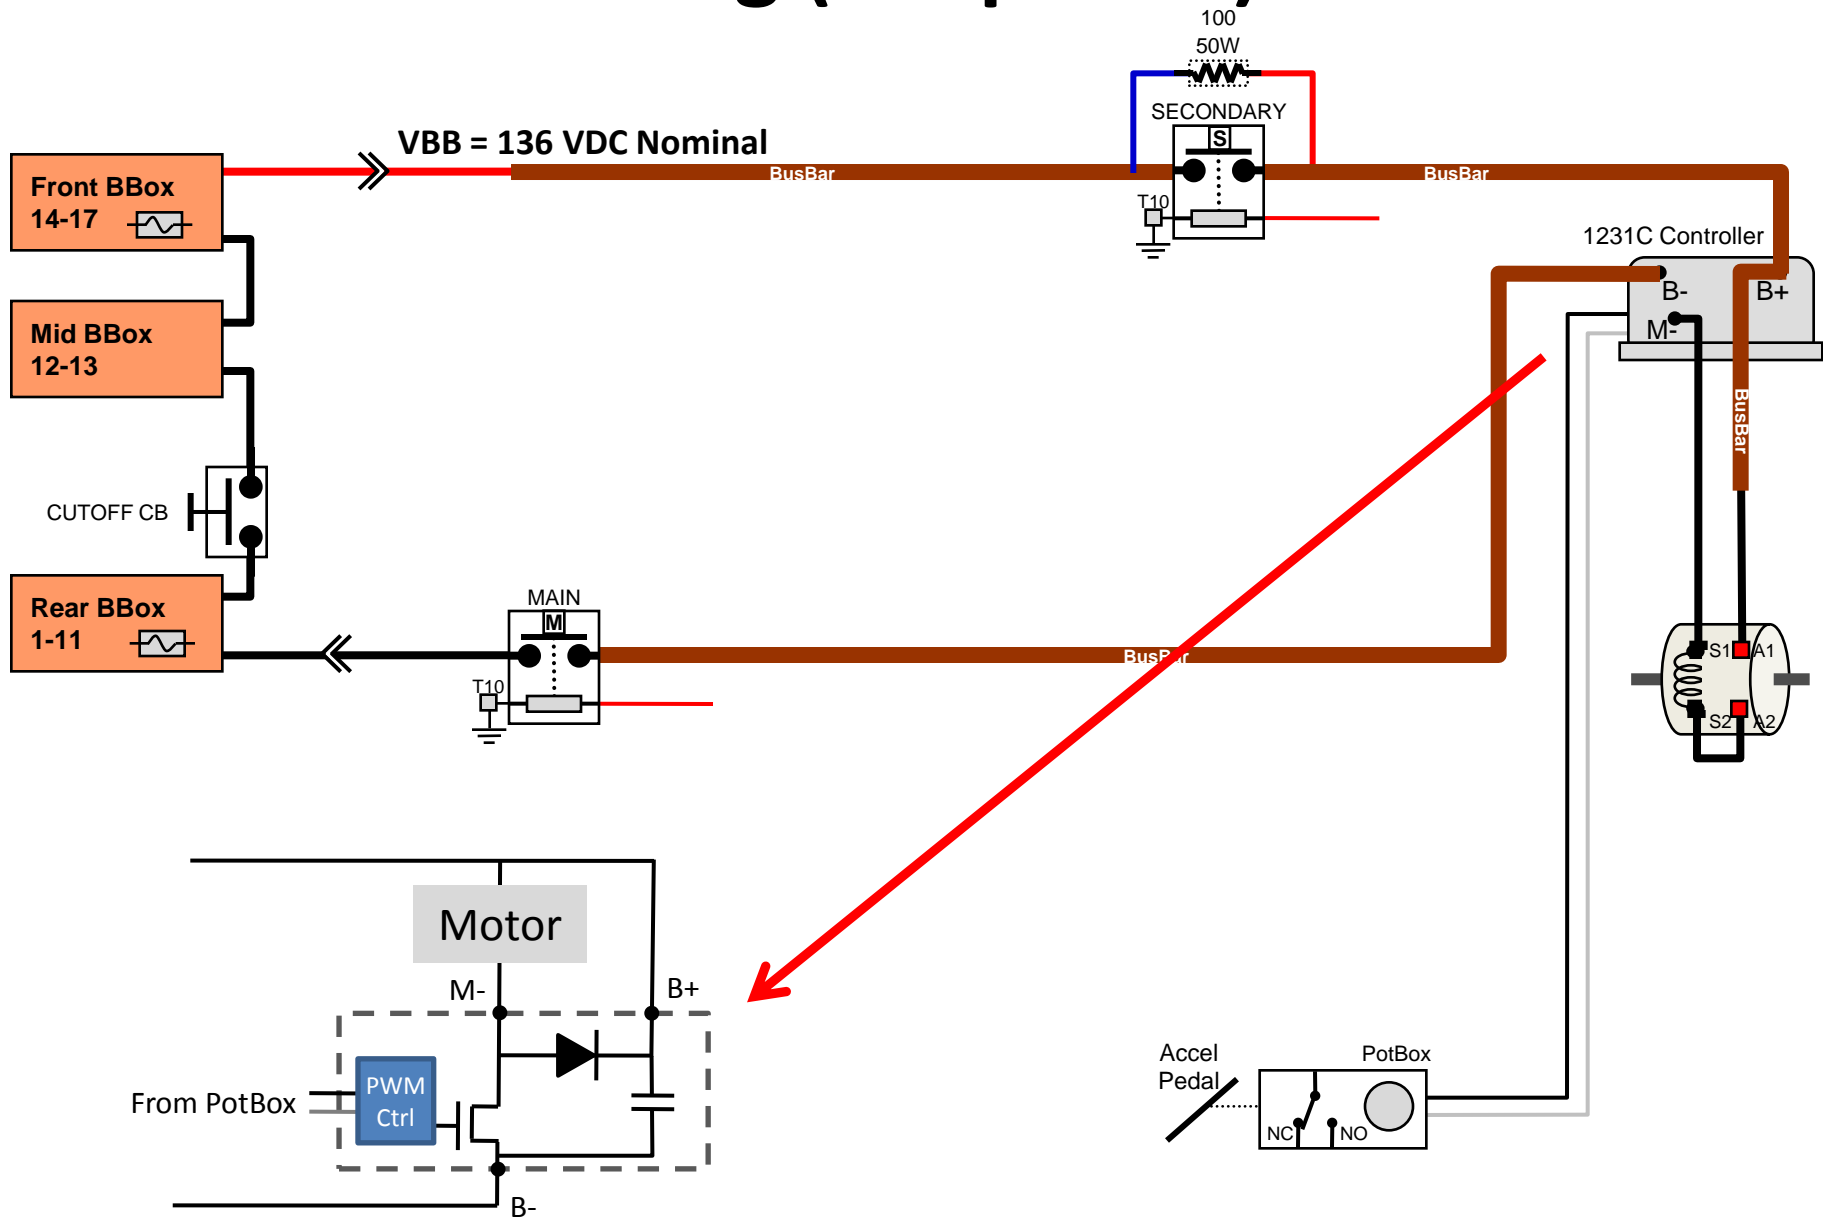 100
50W
SECONDARY
S
VBB = 136 VDC Nominal
BusBar
BusBar
Front BBox
14-17
T10
1231C Controller
B-
B+
M-
Mid BBox
12-13
BusBar
CUTOFF CB
Rear BBox
1-11
MAIN
M
BusBar
T10
S1
A1
S2
A2
Motor
M-
B+
PWM
Ctrl
From PotBox
B-
Accel
Pedal
PotBox
NC
NO